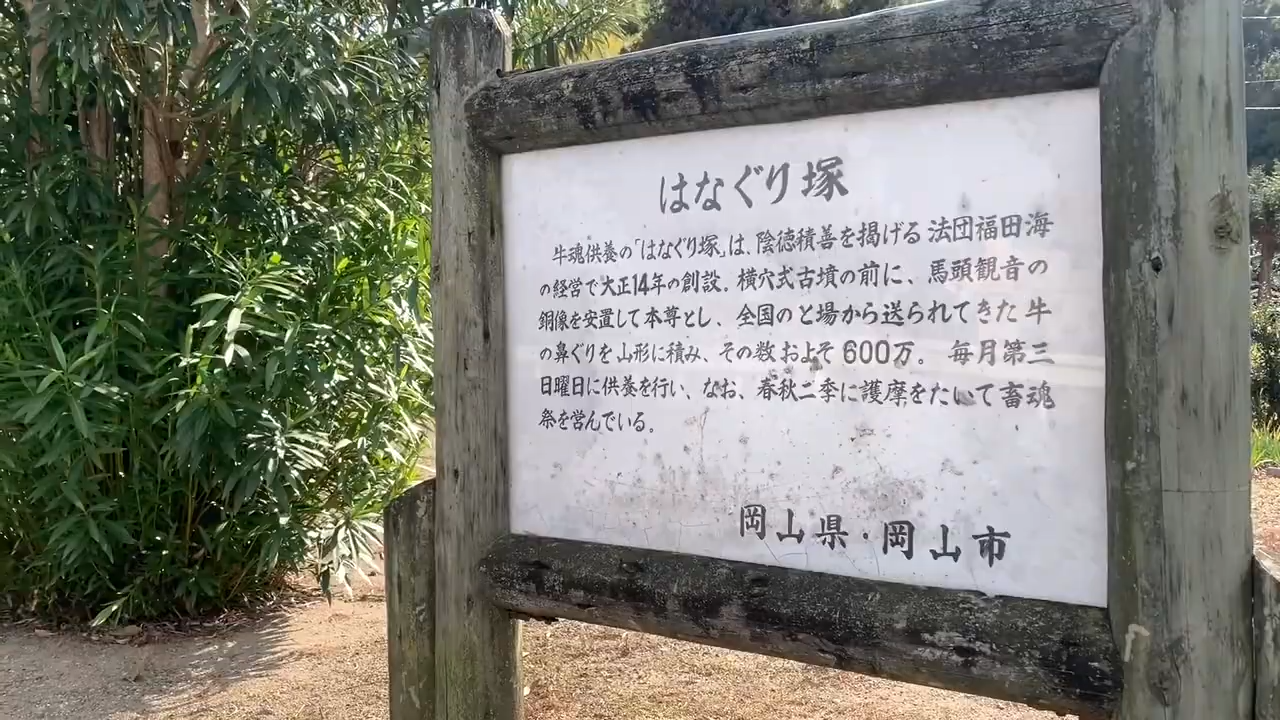 はなぐり塚
牛魂供養の「はなぐり塚」は、陰徳積善を掲げる法団福田海
の経営で大正14年の創設。横穴式古墳の前に、馬頭観音の
銅像を安置して本尊とし、全国のと場から送られてきた牛
の鼻ぐりを山形に積み、その数およそ600万。毎月第三
日曜日に供養を行い、なお、春秋二季に護摩をたいて畜魂
祭を営んでいる。
岡山県・岡山市